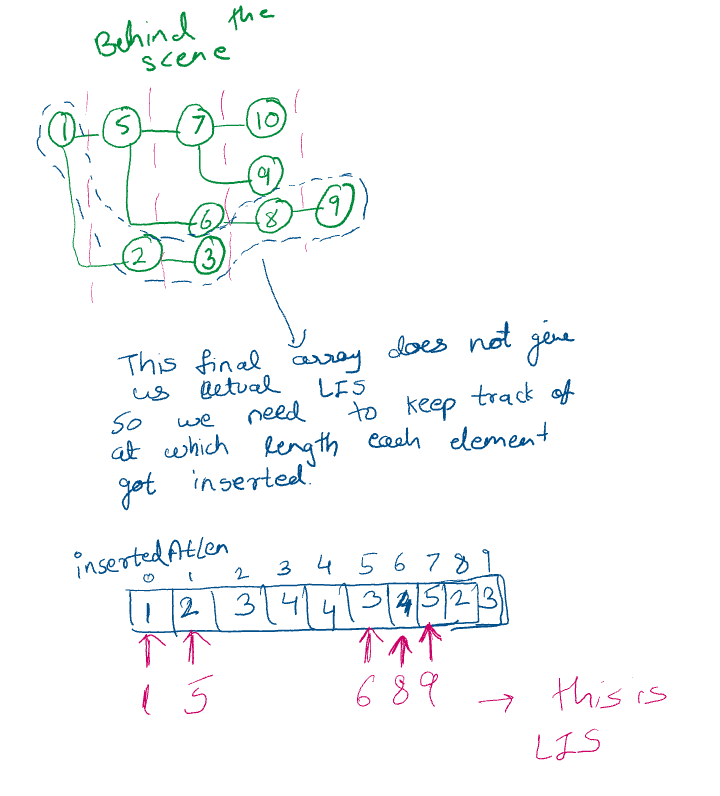 Behind the
scene
1 5 7 10
9
6 8 9
2 3
This final array does not give
us actual LIS
So we need to keep track of
at which length each element
got inserted.
insertedAtLen
0 1 2 3 4 5 6 7 8 9
1 2 3 4 4 3 4 5 2 3
1 5 6 8 9 → this is
LIS